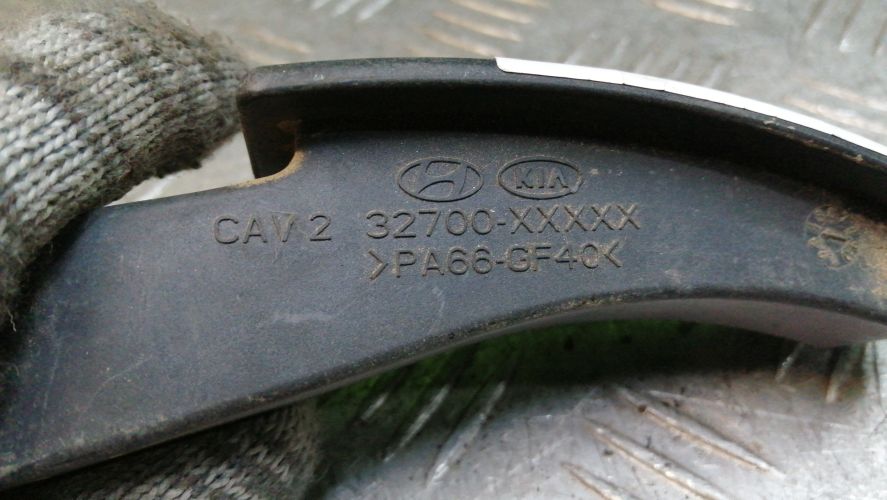 KIA
CAV 2 32700-XXXXX
>PA66-GF40<